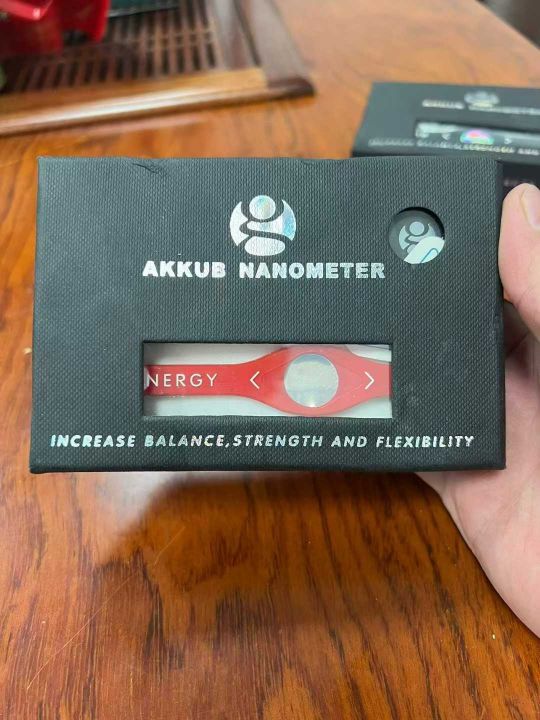 AKKUB NANOMETER
NERGY < >
INCREASE BALANCE,STRENGTH AND FLEXIBILITY